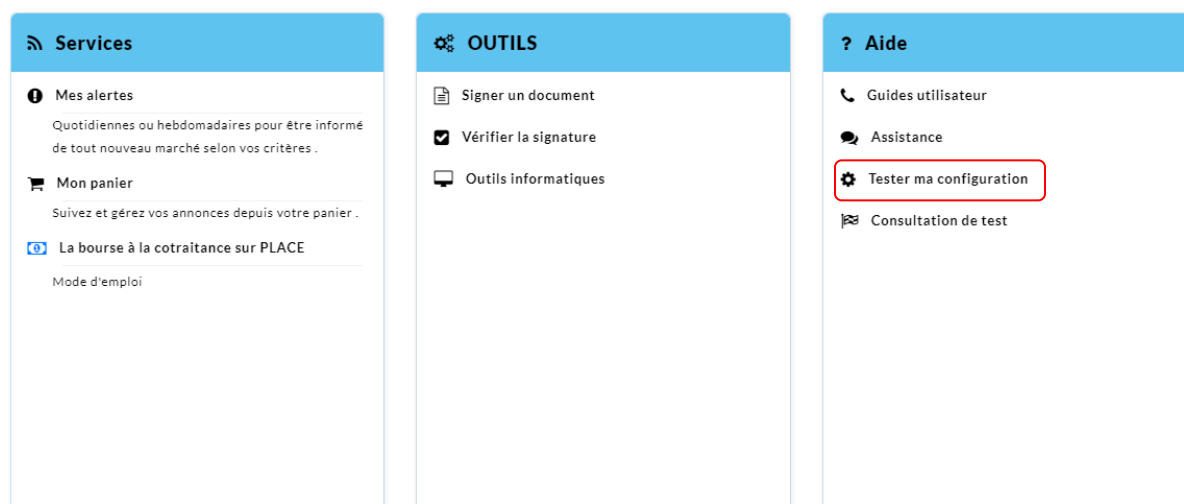 Services
Mes alertes
Quotidiennes ou hebdomadaires pour être informé
de tout nouveau marché selon vos critères .
Mon panier
Suivez et gérez vos annonces depuis votre panier .
La bourse à la cotraitance sur PLACE
Mode d'emploi
OUTILS
Signer un document
Vérifier la signature
Outils informatiques
? Aide
Guides utilisateur
Assistance
Tester ma configuration
Consultation de test